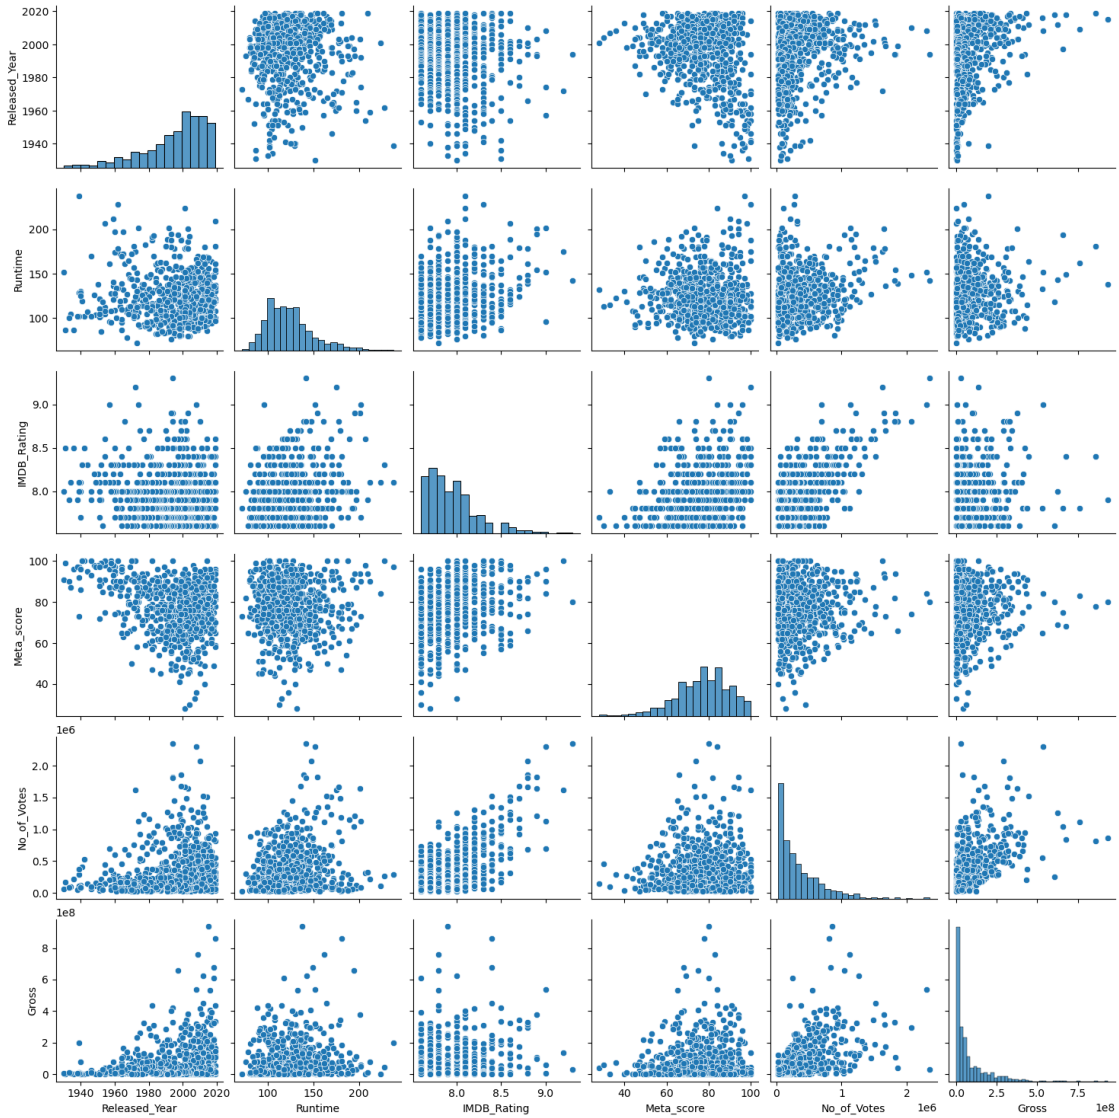 2020
2000
1980
1960
1940
Released_Year
200
150
100
Runtime
9.0
8.5
8.0
IMDB_Rating
100
80
60
40
Meta_score
1e6
2.0
1.5
1.0
0.5
0.0
No_of_Votes
1e8
8
6
4
2
0
Gross
1940 1960 1980 2000 2020
Released_Year
100 150 200
Runtime
8.0 8.5 9.0
IMDB_Rating
40 60 80 100
Meta_score
0 1 2
1e6
No_of_Votes
0.0 2.5 5.0 7.5
1e8
Gross